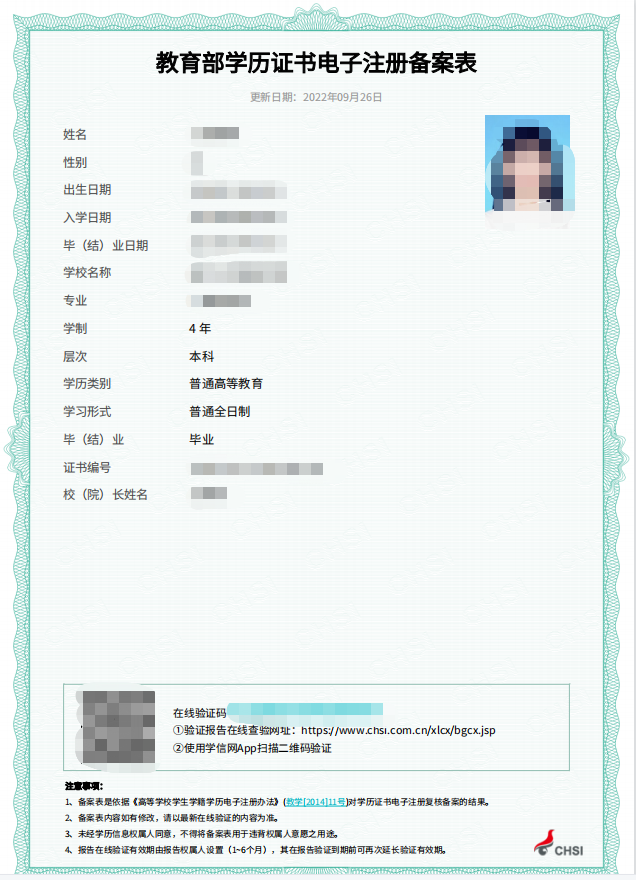 教育部学历证书电子注册备案表
更新日期：2022年09月26日
姓名
性别
出生日期
入学日期
毕（结）业日期
学校名称
专业
学制 4 年
层次 本科
学历类别 普通高等教育
学习形式 普通全日制
毕（结）业 毕业
证书编号
校（院）长姓名
在线验证码
①验证报告在线查验网址：https://www.chsi.com.cn/xlcx/bgcx.jsp
②使用学信网App扫描二维码验证
注意事项：
1、备案表是依据《高等学校学生学籍学历电子注册办法》(教学[2014]11号)对学历证书电子注册复核备案的结果。
2、备案表内容如有修改，请以最新在线验证的内容为准。
3、未经学历信息权属人同意，不得将备案表用于违背权属人意愿之用途。
4、报告在线验证有效期由报告权属人设置（1~6个月），其在报告验证到期前可再次延长验证有效期。
CHSI